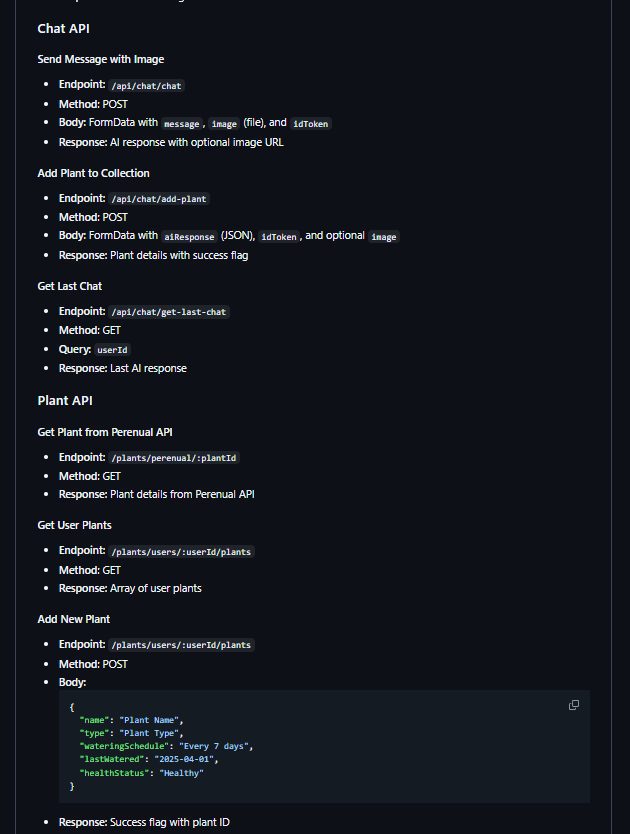 Chat API
Send Message with Image
• Endpoint: /api/chat/chat
• Method: POST
• Body: FormData with message, image (file), and idToken
• Response: AI response with optional image URL
Add Plant to Collection
• Endpoint: /api/chat/add-plant
• Method: POST
• Body: FormData with aiResponse (JSON), idToken, and optional image
• Response: Plant details with success flag
Get Last Chat
• Endpoint: /api/chat/get-last-chat
• Method: GET
• Query: userId
• Response: Last AI response
Plant API
Get Plant from Perenual API
• Endpoint: /plants/perenual/:plantId
• Method: GET
• Response: Plant details from Perenual API
Get User Plants
• Endpoint: /plants/users/:userId/plants
• Method: GET
• Response: Array of user plants
Add New Plant
• Endpoint: /plants/users/:userId/plants
• Method: POST
• Body:
{
"name": "Plant Name",
"type": "Plant Type",
"wateringSchedule": "Every 7 days",
"lastWatered": "2025-04-01",
"healthStatus": "Healthy"
}
• Response: Success flag with plant ID